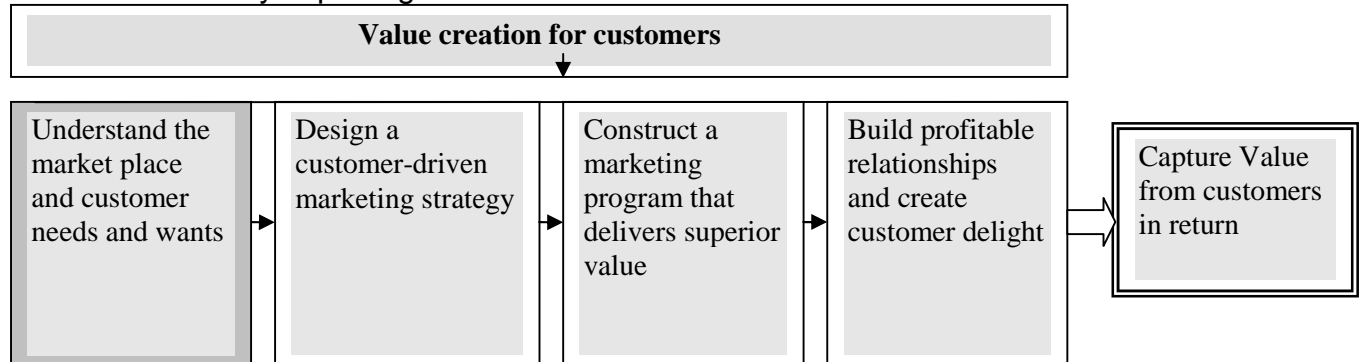 Value creation for customers
Understand the
market place
and customer
needs and wants
Design a
customer-driven
marketing strategy
Construct a
marketing
program that
delivers superior
value
Build profitable
relationships
and create
customer delight
Capture Value
from customers
in return